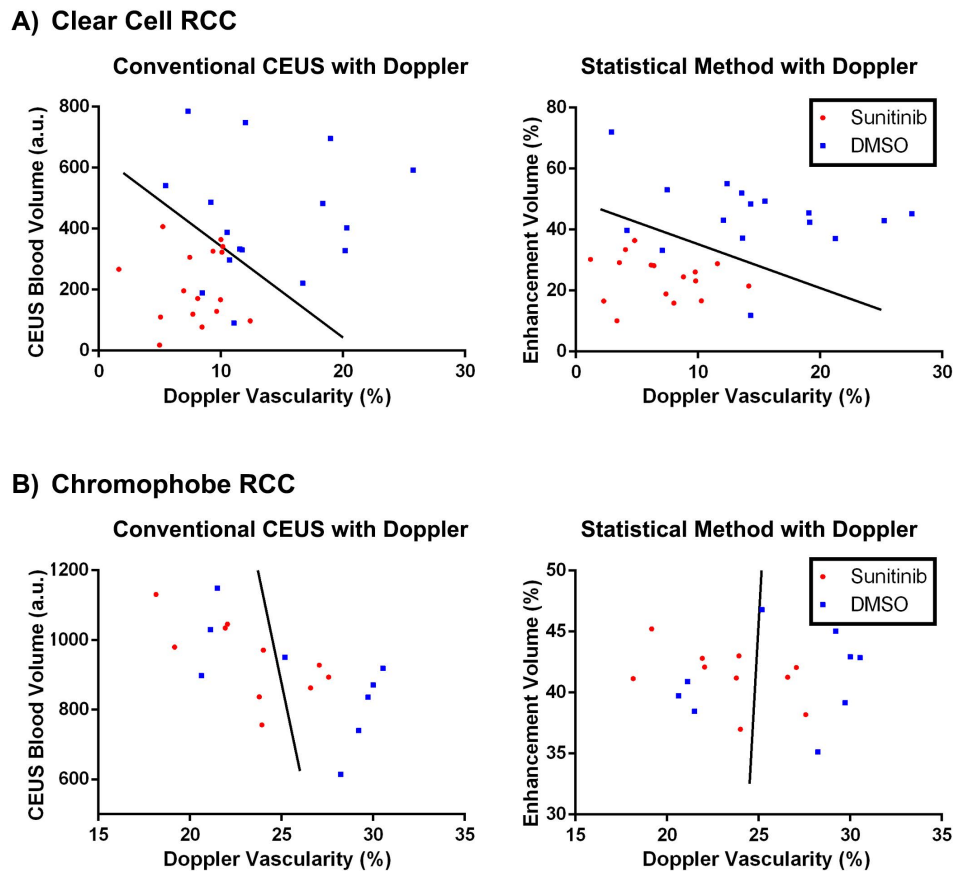 A) Clear Cell RCC
Conventional CEUS with Doppler
CEUS Blood Volume (a.u.)
800
600
400
200
0
0 10 20 30
Doppler Vascularity (%)
Statistical Method with Doppler
Enhancement Volume (%)
80
60
40
20
0
0 10 20 30
Doppler Vascularity (%)
Sunitinib
DMSO
B) Chromophobe RCC
Conventional CEUS with Doppler
CEUS Blood Volume (a.u.)
1200
1000
800
600
15 20 25 30 35
Doppler Vascularity (%)
Statistical Method with Doppler
Enhancement Volume (%)
50
45
40
35
30
15 20 25 30 35
Doppler Vascularity (%)
Sunitinib
DMSO